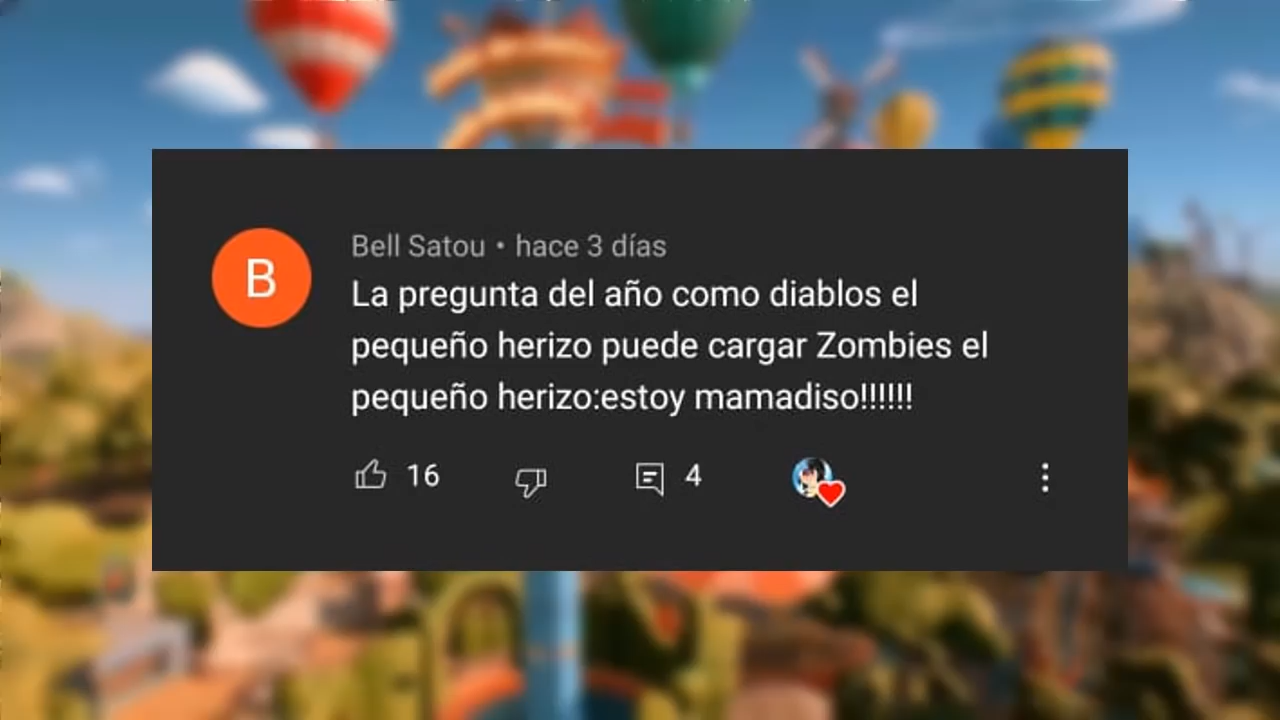 B
Bell Satou • hace 3 días
La pregunta del año como diablos el
pequeño herizo puede cargar Zombies el
pequeño herizo:estoy mamadiso!!!!!!
16 4